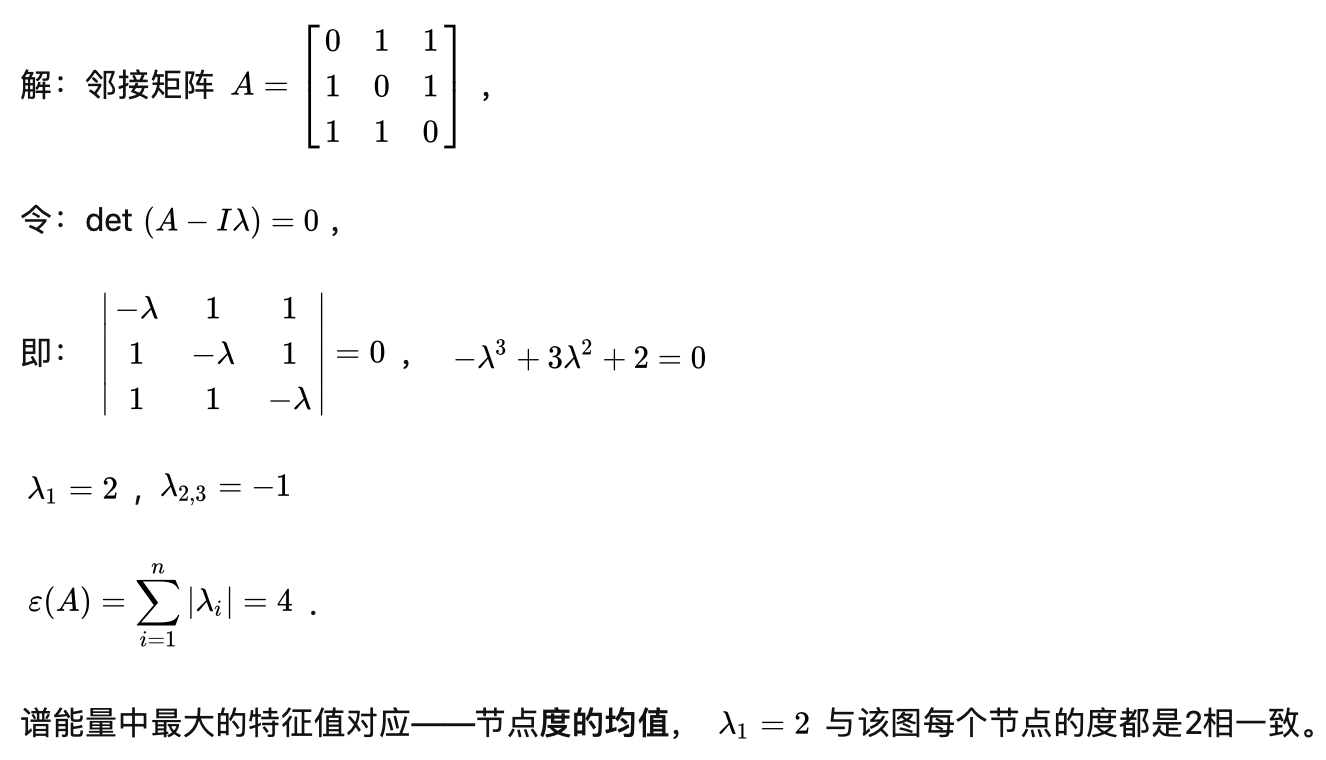 解：邻接矩阵 $A = \begin{bmatrix} 0 & 1 & 1 \\ 1 & 0 & 1 \\ 1 & 1 & 0 \end{bmatrix}$ ，
令：det $(A - I\lambda) = 0$ ，
即： $\begin{vmatrix} -\lambda & 1 & 1 \\ 1 & -\lambda & 1 \\ 1 & 1 & -\lambda \end{vmatrix} = 0$ ， $-\lambda^3 + 3\lambda^2 + 2 = 0$
$\lambda_1 = 2$ ，$\lambda_{2,3} = -1$
$\varepsilon(A) = \sum_{i=1}^{n} |\lambda_i| = 4$ ．
谱能量中最大的特征值对应——节点度的均值， $\lambda_1 = 2$ 与该图每个节点的度都是2相一致。